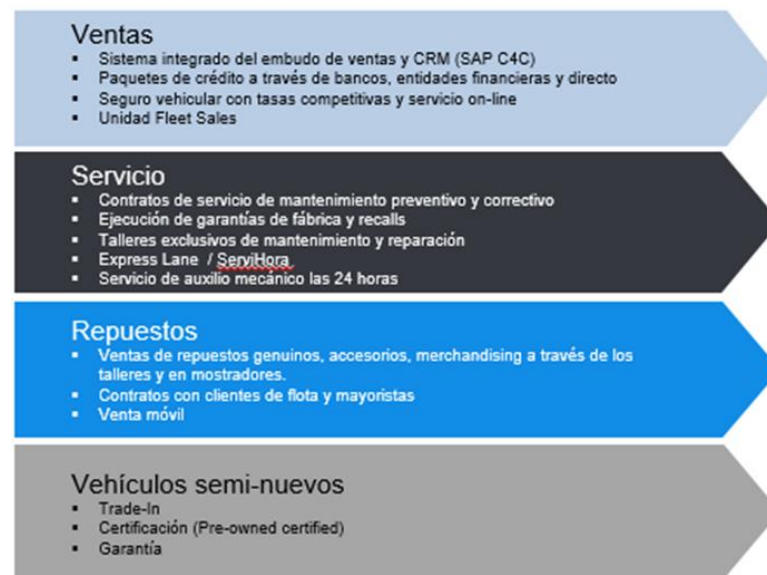 Ventas
▪ Sistema integrado del embudo de ventas y CRM (SAP C4C)
▪ Paquetes de crédito a través de bancos, entidades financieras y directo
▪ Seguro vehicular con tasas competitivas y servicio on-line
▪ Unidad Fleet Sales
Servicio
▪ Contratos de servicio de mantenimiento preventivo y correctivo
▪ Ejecución de garantías de fábrica y recalls
▪ Talleres exclusivos de mantenimiento y reparación
▪ Express Lane / ServiHora
▪ Servicio de auxilio mecánico las 24 horas
Repuestos
▪ Ventas de repuestos genuinos, accesorios, merchandising a través de los
talleres y en mostradores.
▪ Contratos con clientes de flota y mayoristas
▪ Venta móvil
Vehículos semi-nuevos
▪ Trade-In
▪ Certificación (Pre-owned certified)
▪ Garantía